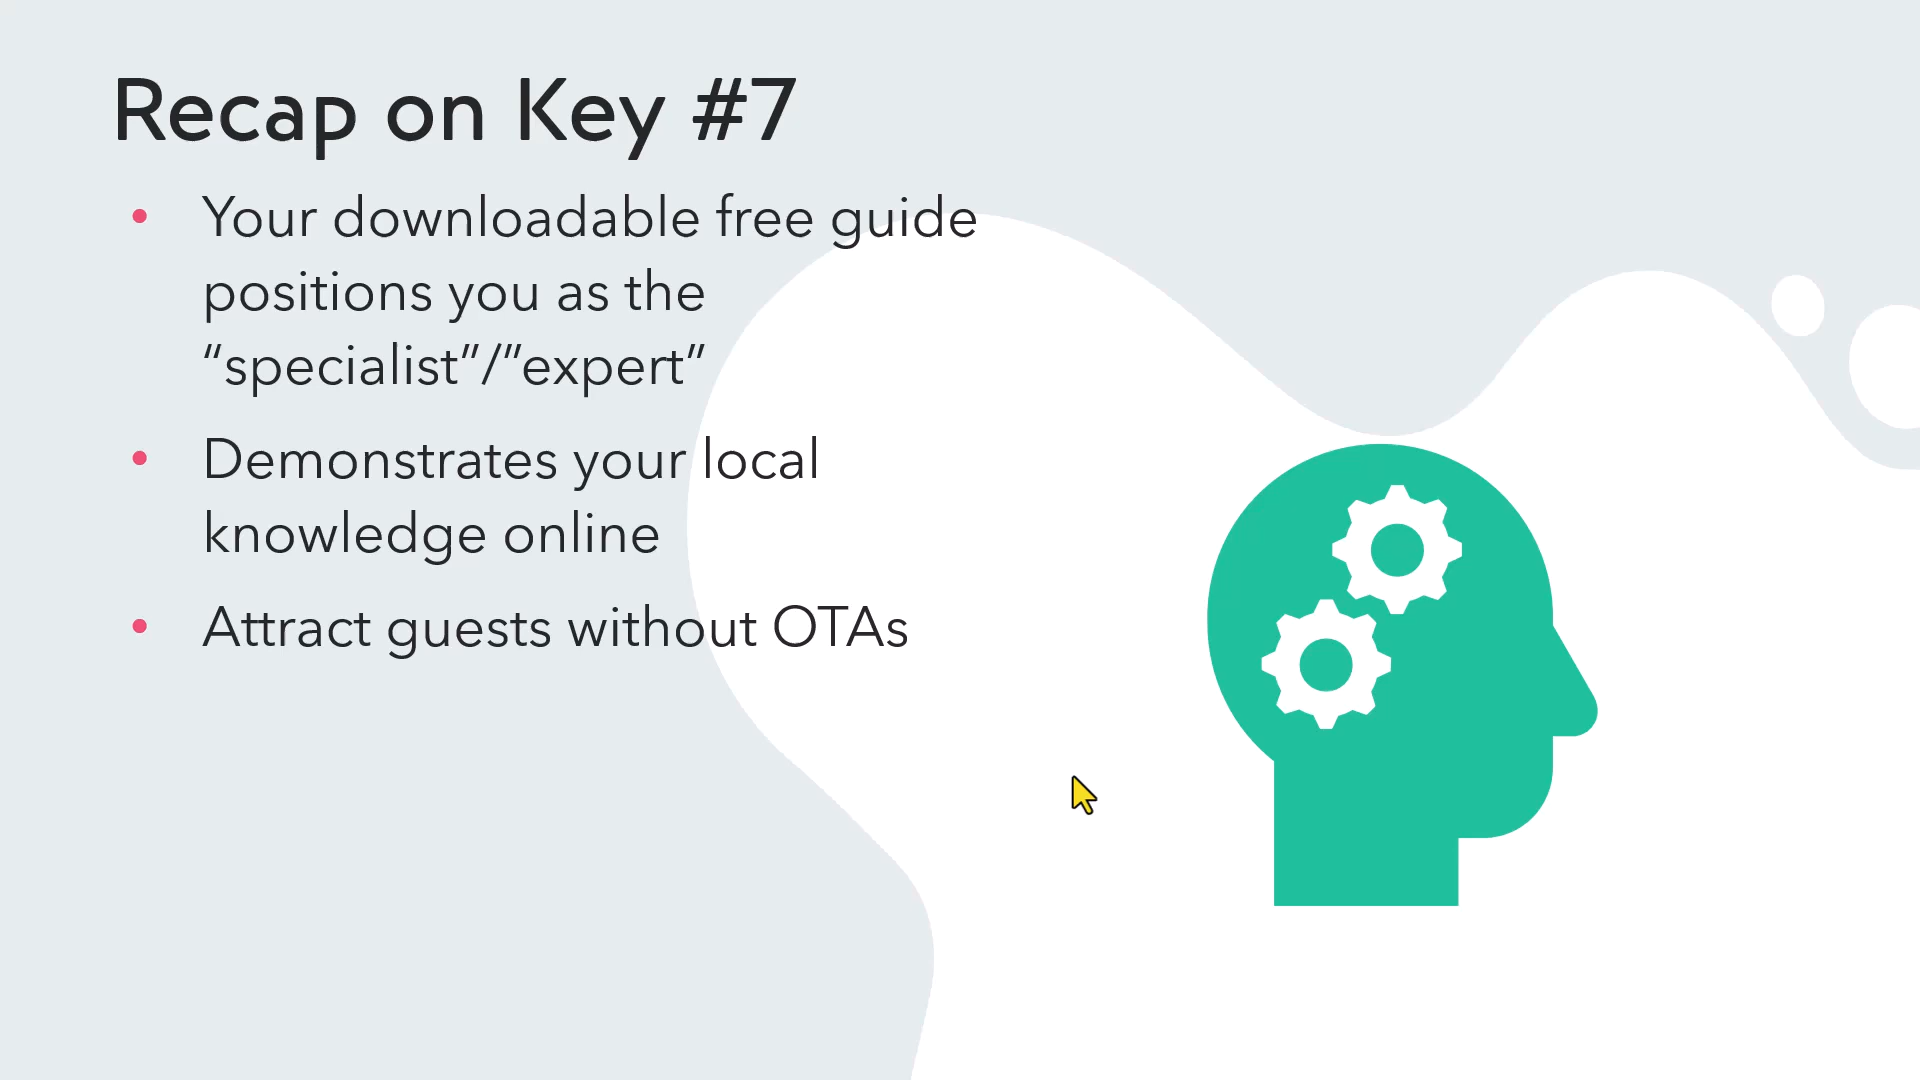 Recap on Key #7
• Your downloadable free guide
positions you as the
“specialist”/”expert”
• Demonstrates your local
knowledge online
• Attract guests without OTAs